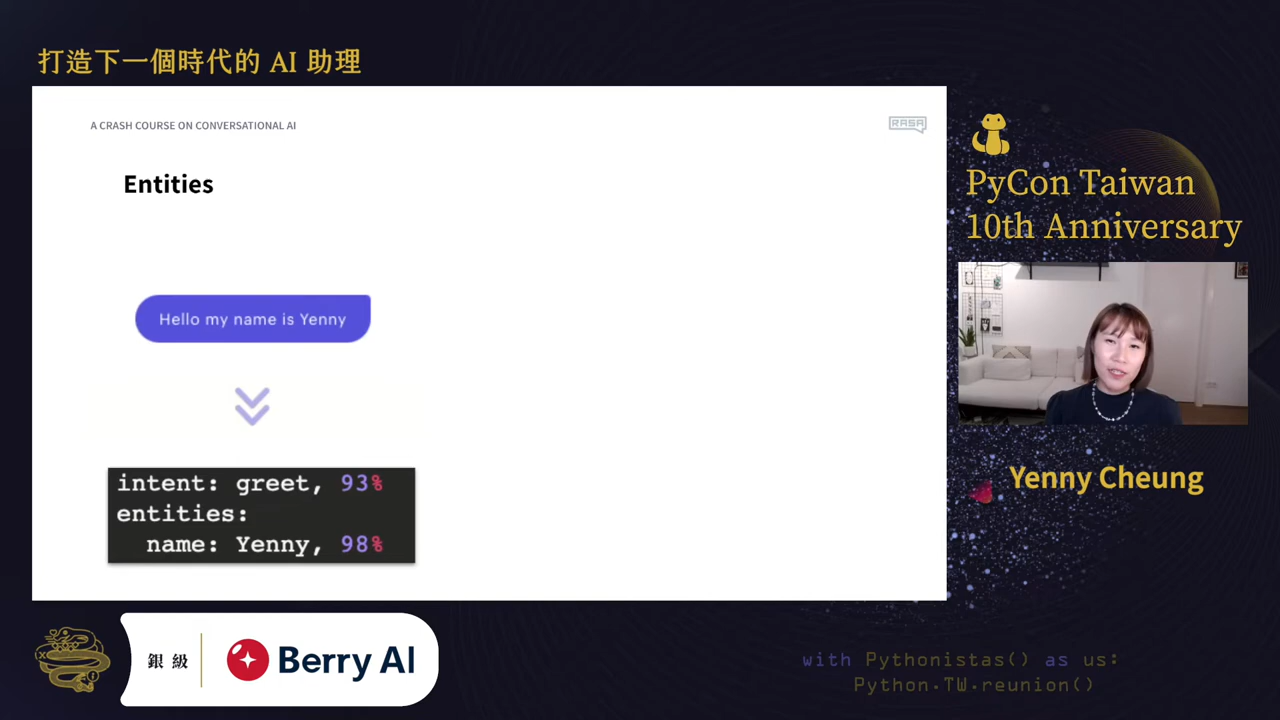 打造下一個時代的 AI 助理
A CRASH COURSE ON CONVERSATIONAL AI
RASA
Entities
Hello my name is Yenny
intent: greet, 93%
entities:
name: Yenny, 98%
PyCon Taiwan
10th Anniversary
Yenny Cheung
銀級
Berry AI
with Pythonistas() as us:
Python.TW.reunion()